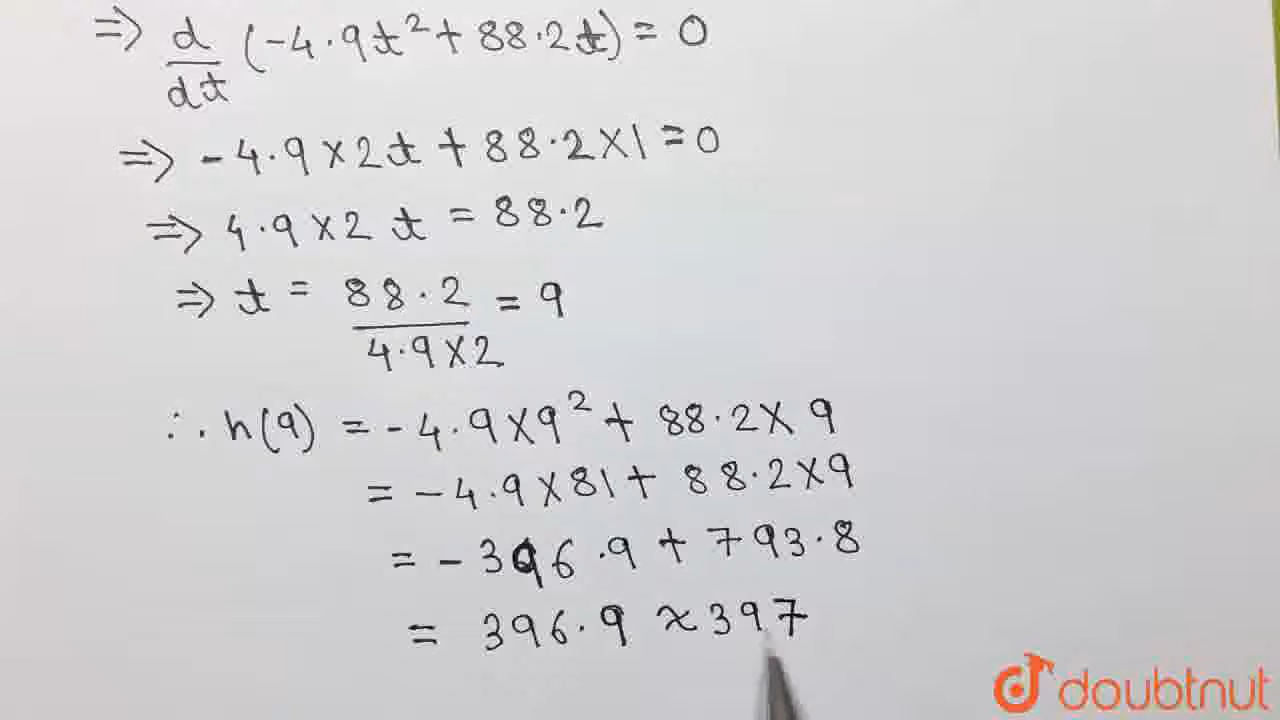 ⇒ d/dt (-4.9t² + 88.2t) = 0
⇒ -4.9×2t + 88.2×1 = 0
⇒ 4.9×2t = 88.2
⇒ t = 88.2/4.9×2 = 9
∴ h(9) = -4.9×9² + 88.2×9
= -4.9×81 + 88.2×9
= -396.9 + 793.8
= 396.9 ≈ 397
doubtnut